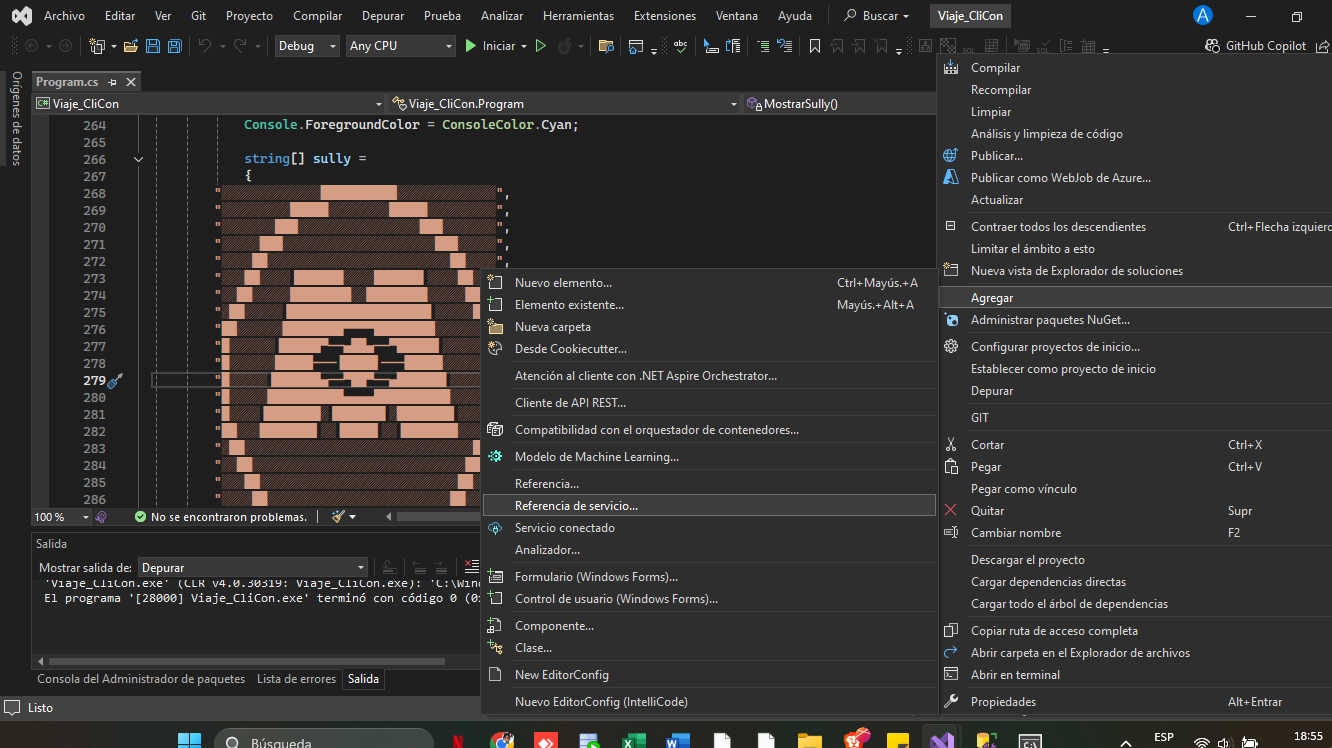 Archivo Editar Ver Git Proyecto Compilar Depurar Prueba Analizar Herramientas Extensiones Ventana Ayuda Buscar Viaje_CliCon A
Debug Any CPU Iniciar GitHub Copilot
Orígenes de datos
Program.cs
Viaje_CliCon Viaje_CliCon.Program MostrarSully()
264 Console.ForegroundColor = ConsoleColor.Cyan;
265
266 string[] sully =
267 {
268
269
270
271
272
273
274
275
276
277
278
279
280
281
282
283
284
285
286
100 % No se encontraron problemas.
Salida
Mostrar salida de: Depurar
'Viaje_CliCon.exe' (CLR v4.0.30319: Viaje_CliCon.exe): 'C:\Win
El programa '[28000] Viaje_CliCon.exe' terminó con código 0 (0
Consola del Administrador de paquetes Lista de errores Salida
Listo
Nuevo elemento... Ctrl+Mayús.+A
Elemento existente... Mayús.+Alt+A
Nueva carpeta
Desde Cookiecutter...
Atención al cliente con .NET Aspire Orchestrator...
Cliente de API REST...
Compatibilidad con el orquestador de contenedores...
Modelo de Machine Learning...
Referencia...
Referencia de servicio...
Servicio conectado
Analizador...
Formulario (Windows Forms)...
Control de usuario (Windows Forms)...
Componente...
Clase...
New EditorConfig
Nuevo EditorConfig (IntelliCode)
Compilar
Recompilar
Limpiar
Análisis y limpieza de código
Publicar...
Publicar como WebJob de Azure...
Actualizar
Contraer todos los descendientes Ctrl+Flecha izquierd
Limitar el ámbito a esto
Nueva vista de Explorador de soluciones
Agregar
Administrar paquetes NuGet...
Configurar proyectos de inicio...
Establecer como proyecto de inicio
Depurar
GIT
Cortar Ctrl+X
Pegar Ctrl+V
Pegar como vínculo
Quitar Supr
Cambiar nombre F2
Descargar el proyecto
Cargar dependencias directas
Cargar todo el árbol de dependencias
Copiar ruta de acceso completa
Abrir carpeta en el Explorador de archivos
Abrir en terminal
Propiedades Alt+Entrar
Búsqueda
ESP 18:55